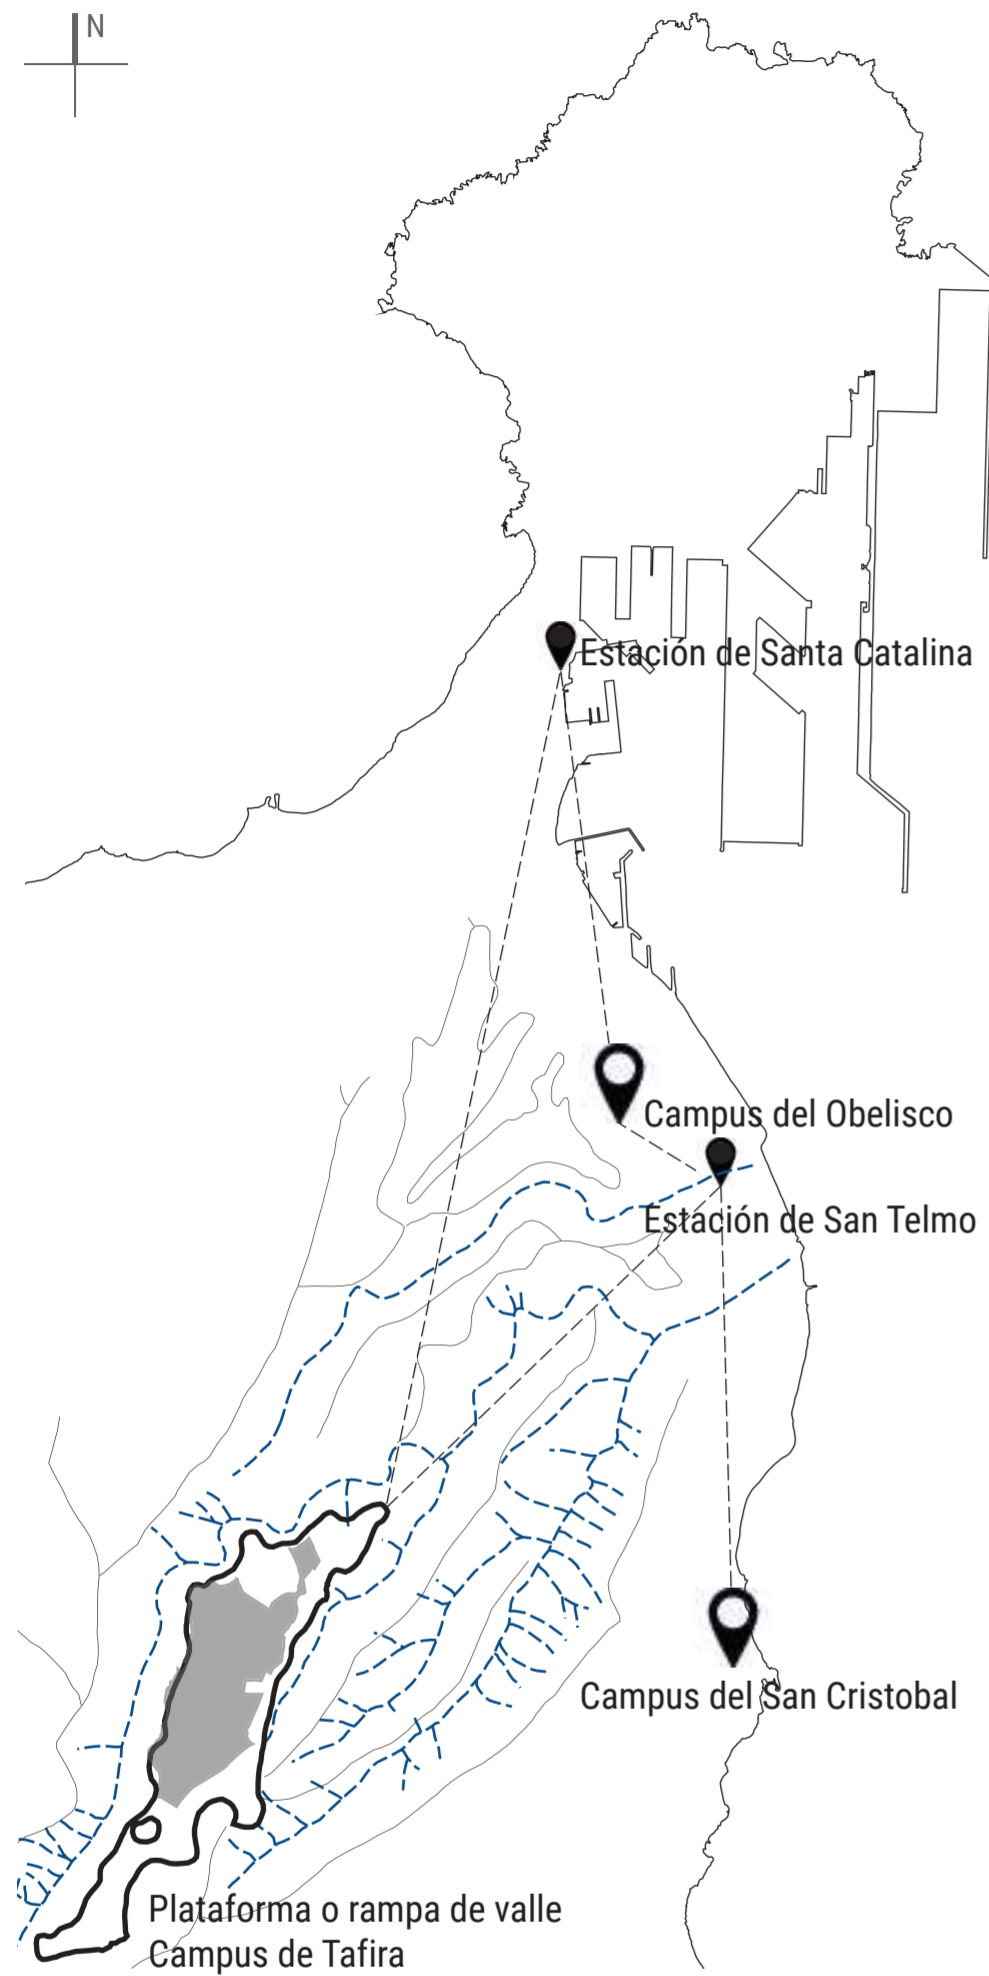 N
Estación de Santa Catalina
Campus del Obelisco
Estación de San Telmo
Campus del San Cristobal
Plataforma o rampa de valle
Campus de Tafira